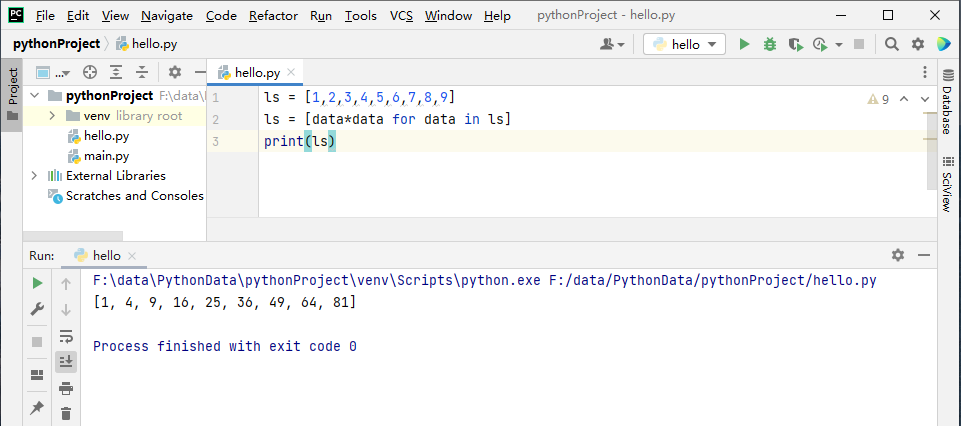 PC File Edit View Navigate Code Refactor Run Tools VCS Window Help pythonProject - hello.py
pythonProject hello.py hello
Project
... hello.py
pythonProject F:\data\
venv library root
hello.py
main.py
External Libraries
Scratches and Consoles
1 ls = [1,2,3,4,5,6,7,8,9]
2 ls = [data*data for data in ls]
3 print(ls)
9
Database
SciView
Run: hello
F:\data\PythonData\pythonProject\venv\Scripts\python.exe F:/data/PythonData/pythonProject/hello.py
[1, 4, 9, 16, 25, 36, 49, 64, 81]
Process finished with exit code 0